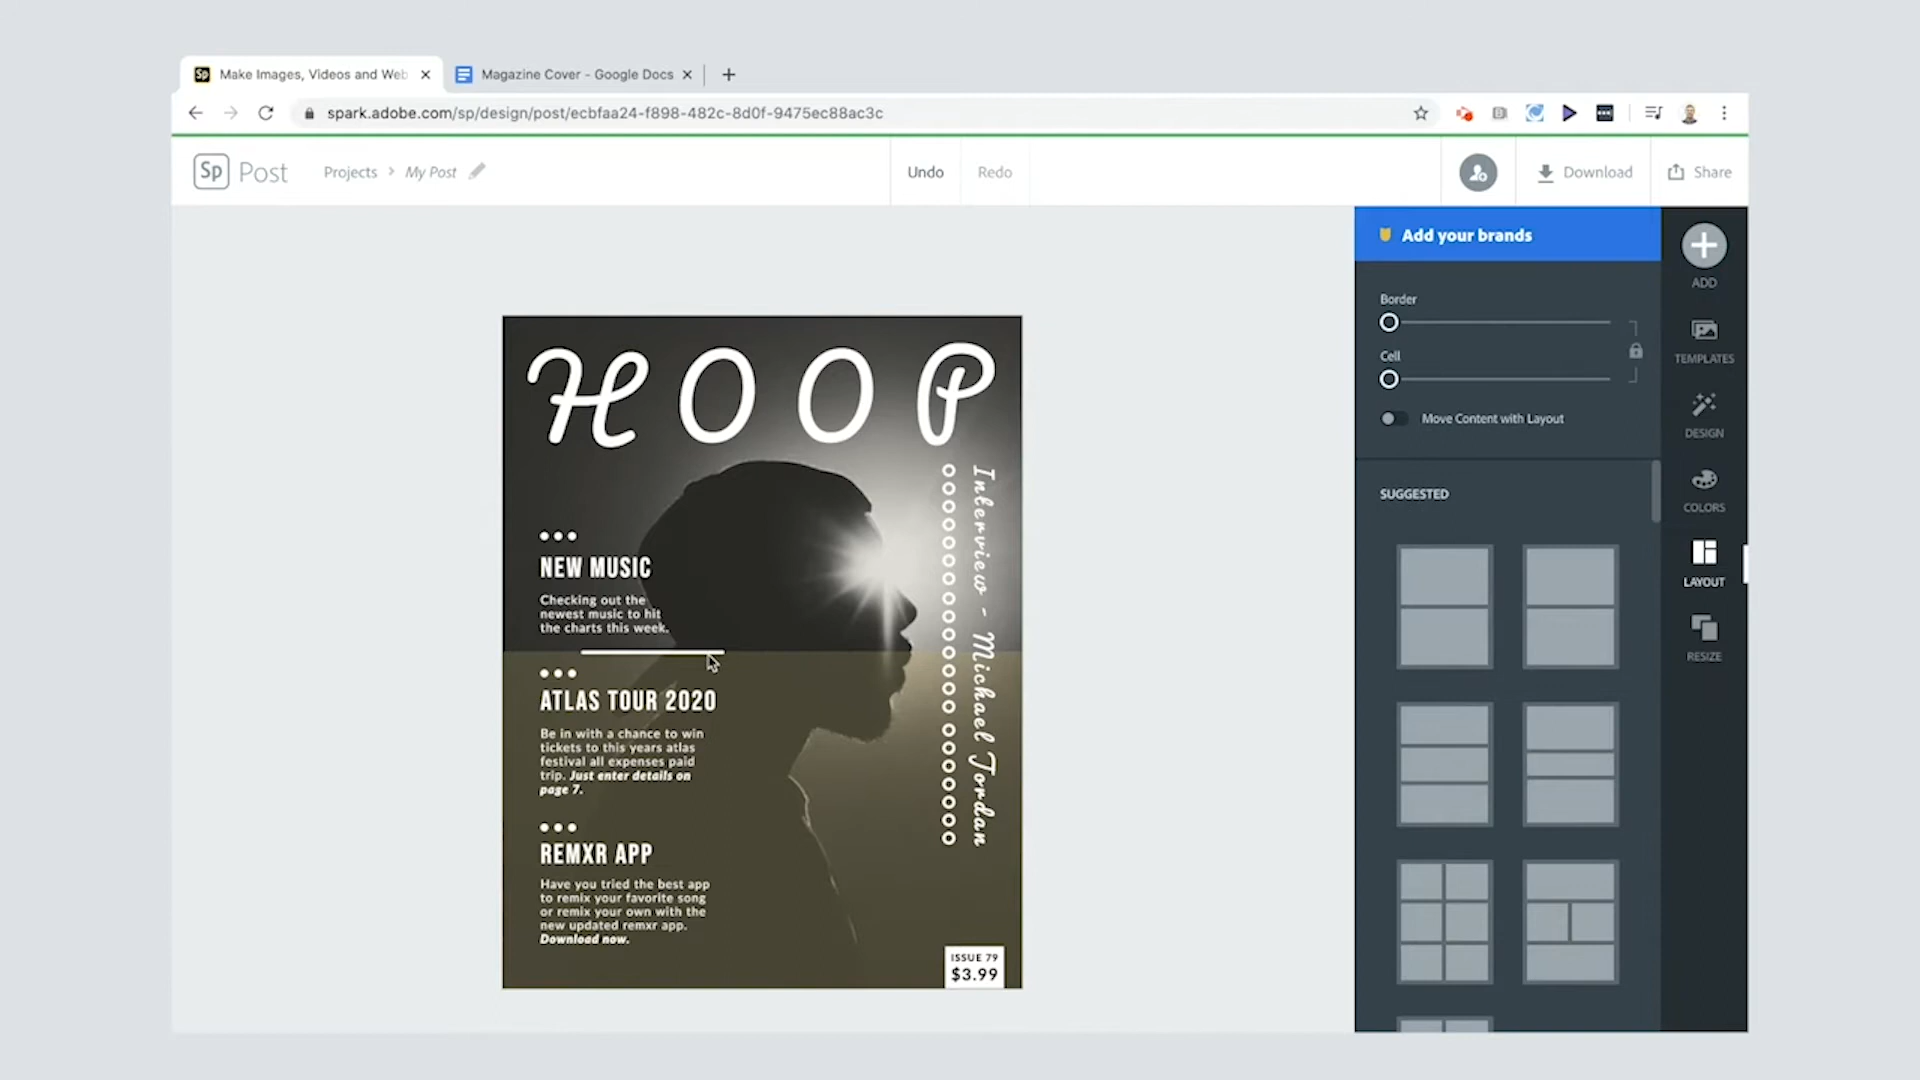 Sp Make Images, Videos and Web
Magazine Cover - Google Docs
spark.adobe.com/sp/design/post/ecbfaa24-f898-482c-8d0f-9475ec88ac3c
Sp Post
Projects > My Post
Undo
Redo
Download
Share
Add your brands
Border
Cell
Move Content with Layout
SUGGESTED
ADD
TEMPLATES
DESIGN
COLORS
LAYOUT
RESIZE
HOOP
Interview - Michael Jordan
NEW MUSIC
Checking out the
newest music to hit
the charts this week.
ATLAS TOUR 2020
Be in with a chance to win
tickets to this years atlas
festival all expenses paid
trip. Just enter details on
page 7.
REMXR APP
Have you tried the best app
to remix your favorite song
or remix your own with the
new updated remxr app.
Download now.
ISSUE 79
$3.99